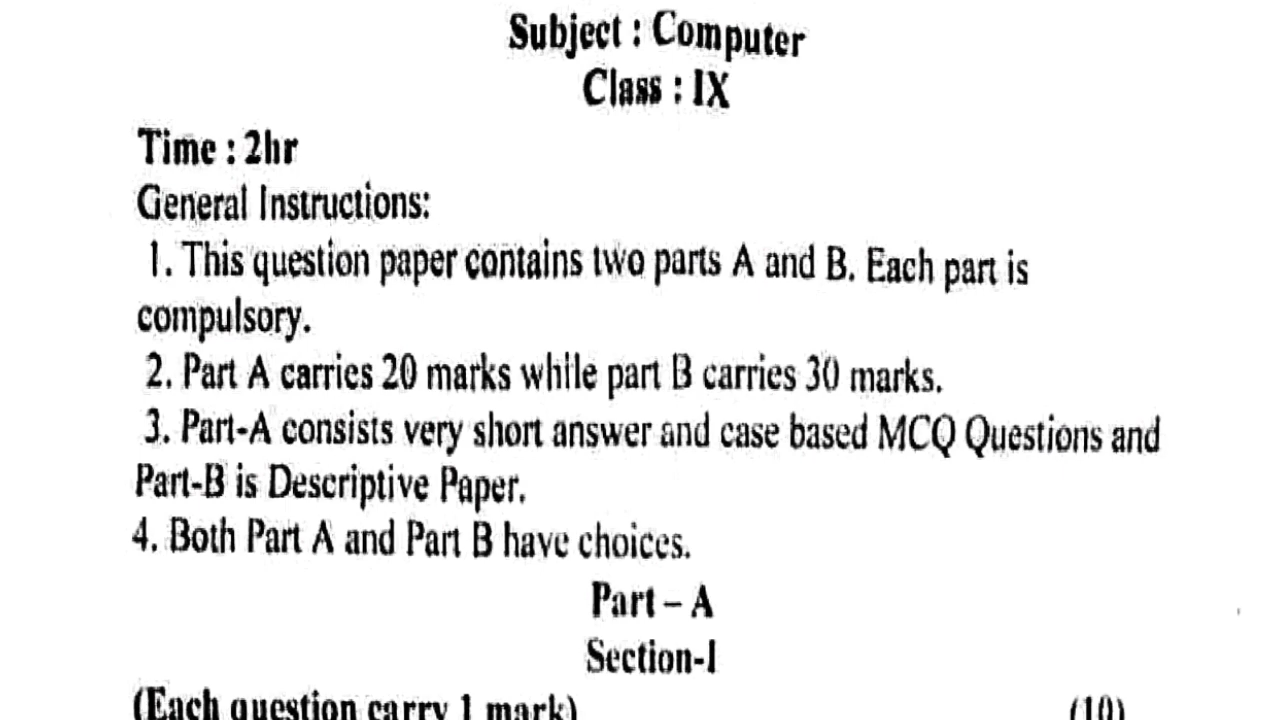 Subject : Computer
Class : IX
Time : 2hr
General Instructions:
1. This question paper contains two parts A and B. Each part is
compulsory.
2. Part A carries 20 marks while part B carries 30 marks.
3. Part-A consists very short answer and case based MCQ Questions and
Part-B is Descriptive Paper.
4. Both Part A and Part B have choices.
Part – A
Section-I
(Each question carry 1 mark) (10)